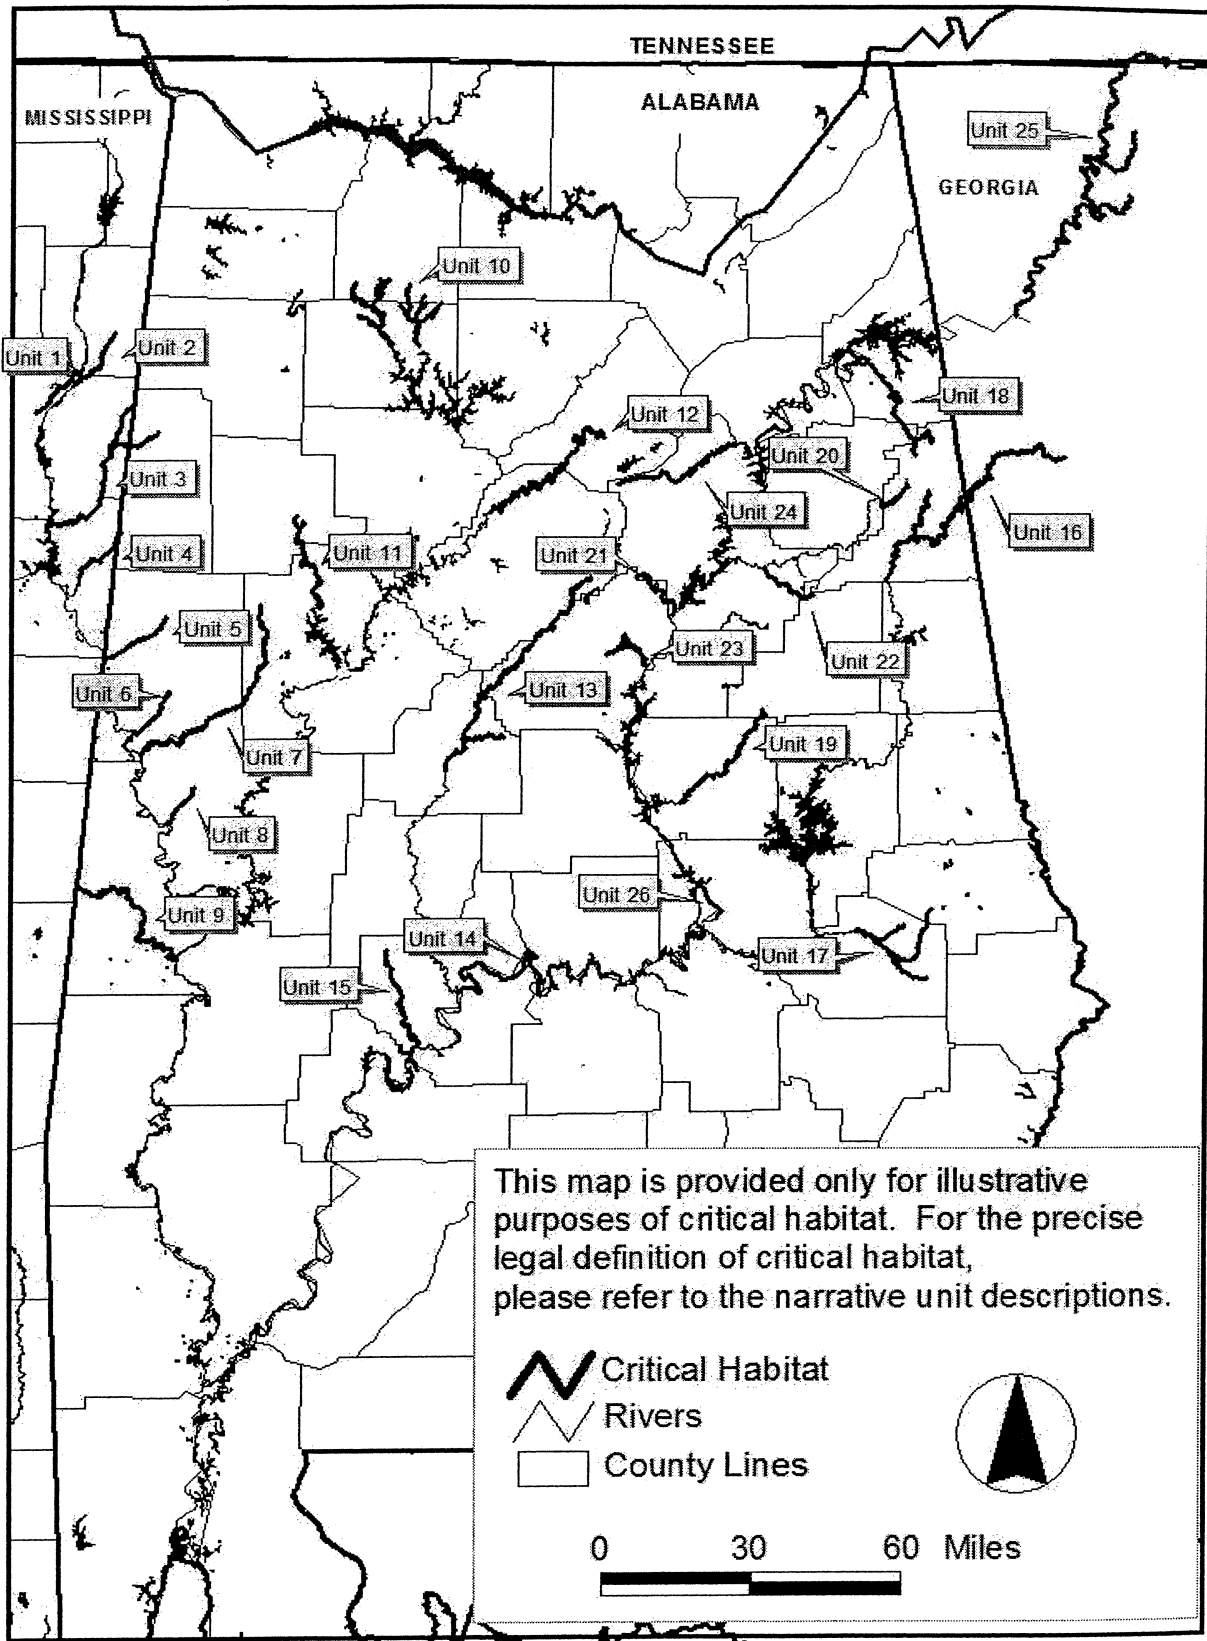 TENNESSEE
ALABAMA
MISSISSIPPI
Unit 25
GEORGIA
Unit 10
Unit 1
Unit 2
Unit 18
Unit 12
Unit 20
Unit 3
Unit 24
Unit 16
Unit 4
Unit 11
Unit 21
Unit 5
Unit 23
Unit 22
Unit 6
Unit 13
Unit 7
Unit 19
Unit 8
Unit 26
Unit 9
Unit 14
Unit 17
Unit 15
This map is provided only for illustrative
purposes of critical habitat. For the precise
legal definition of critical habitat,
please refer to the narrative unit descriptions.
Critical Habitat
Rivers
County Lines
0 30 60 Miles